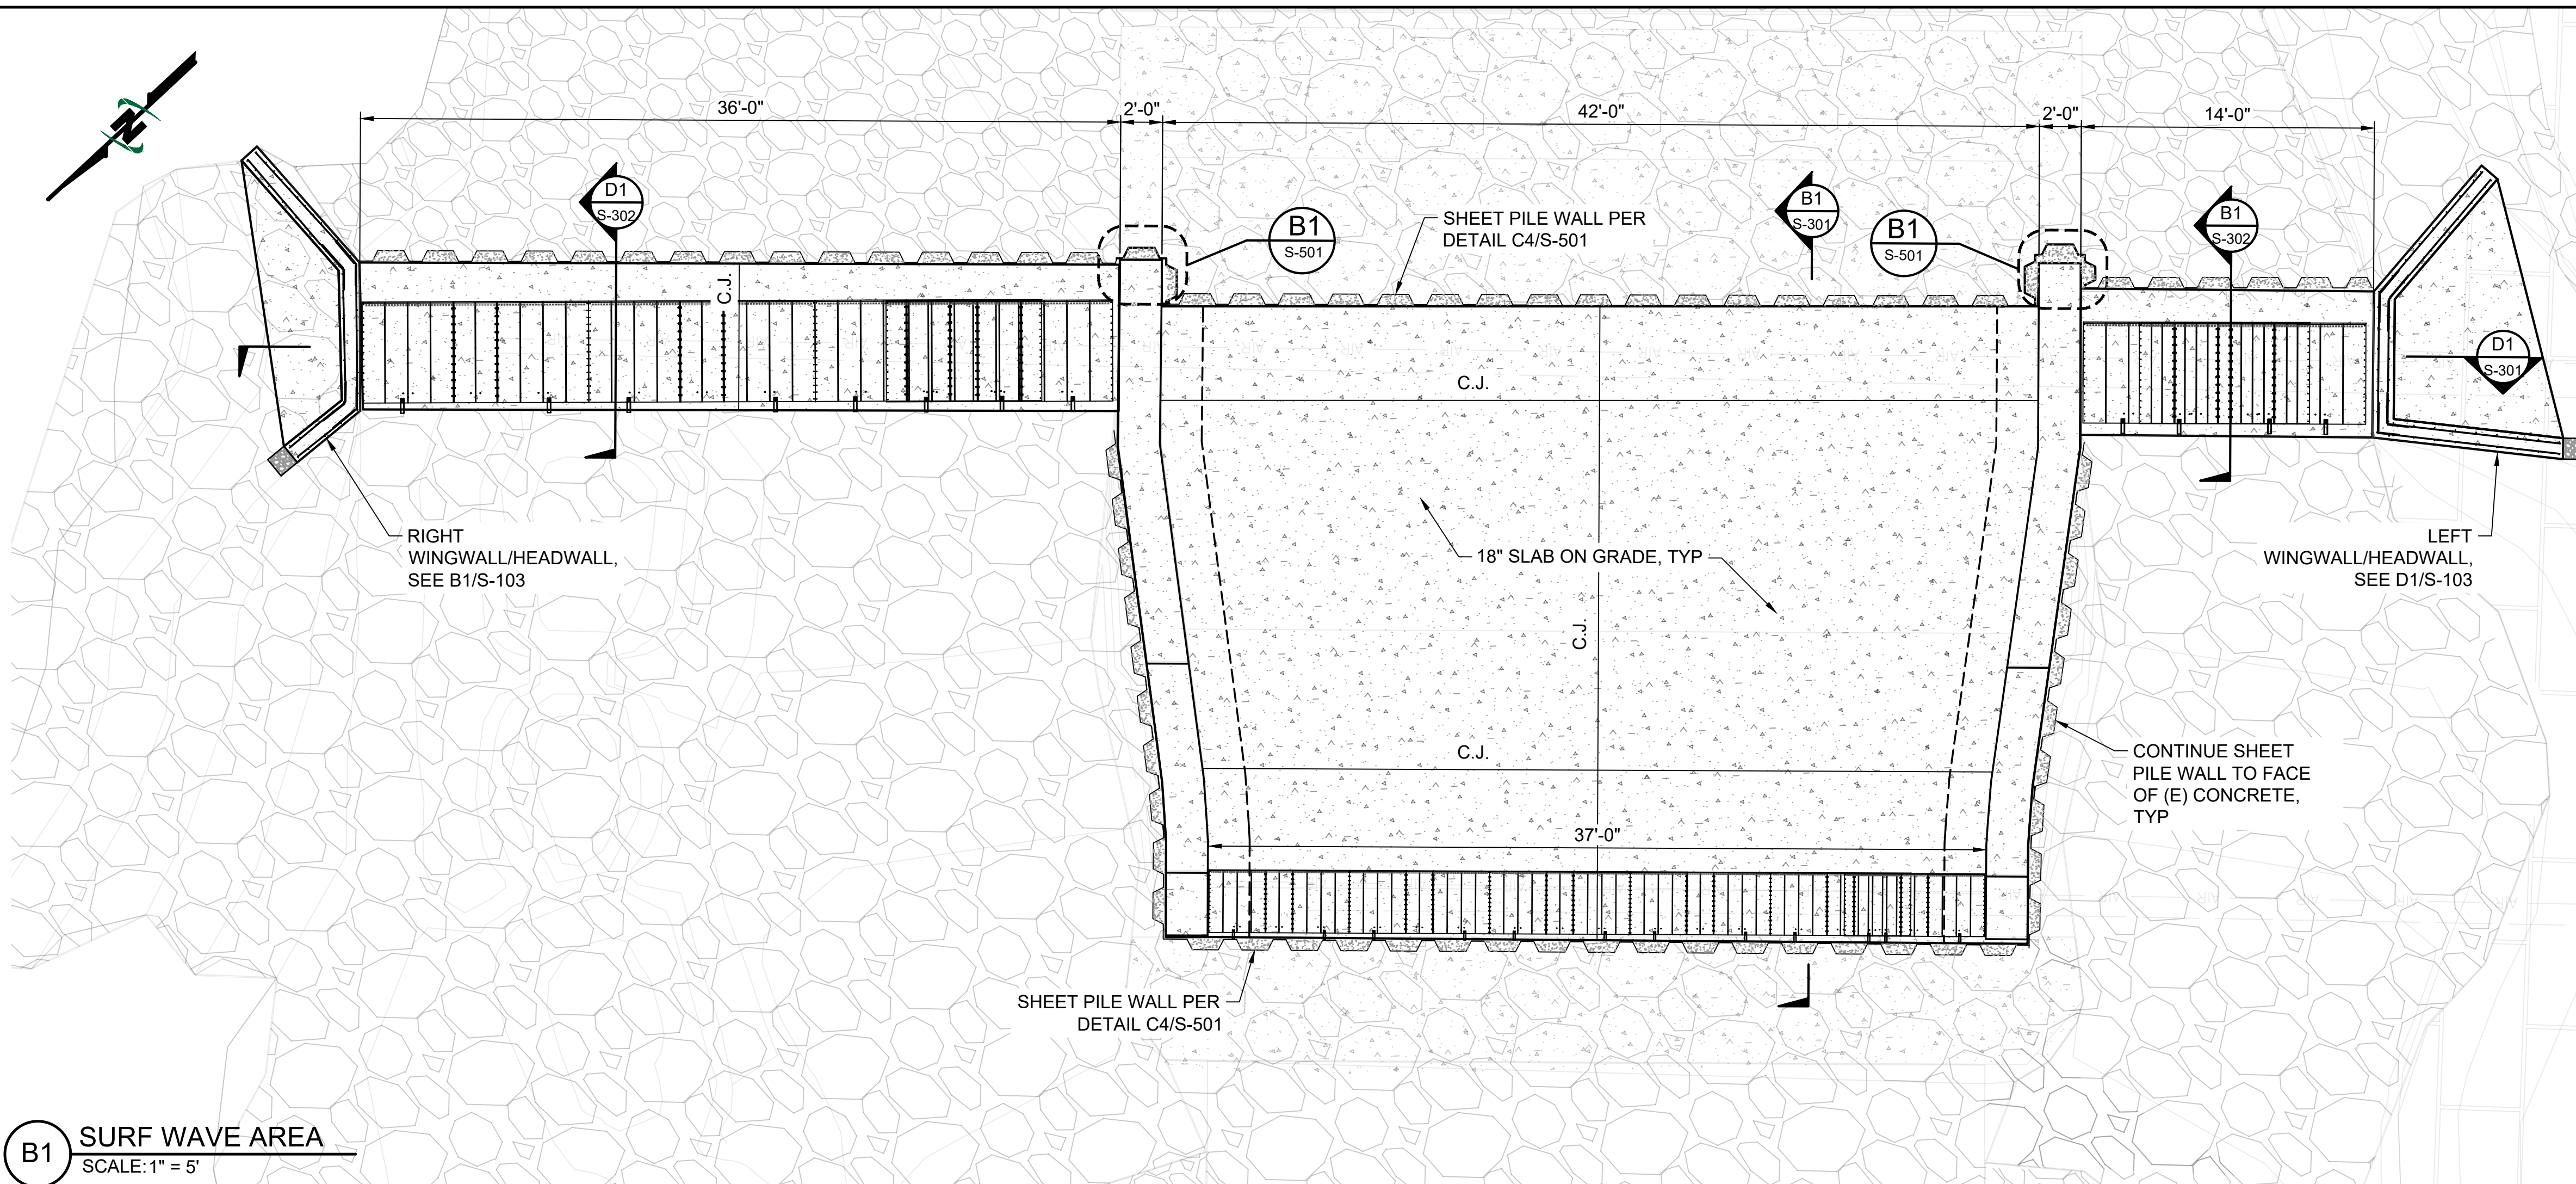 N
36'-0"
2'-0"
42'-0"
2'-0"
14'-0"
D1
S-302
B1
S-501
SHEET PILE WALL PER
DETAIL C4/S-501
B1
S-301
B1
S-501
B1
S-302
C.J
D1
S-301
C.J.
RIGHT
WINGWALL/HEADWALL,
SEE B1/S-103
18" SLAB ON GRADE, TYP
LEFT
WINGWALL/HEADWALL,
SEE D1/S-103
C.J.
C.J.
CONTINUE SHEET
PILE WALL TO FACE
OF (E) CONCRETE,
TYP
37'-0"
SHEET PILE WALL PER
DETAIL C4/S-501
B1
SURF WAVE AREA
SCALE: 1" = 5'